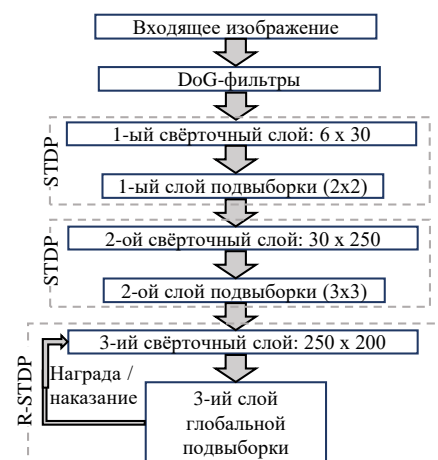 Входящее изображение
DoG-фильтры
STDP
1-ый свёрточный слой: 6 x 30
1-ый слой подвыборки (2x2)
STDP
2-ой свёрточный слой: 30 x 250
2-ой слой подвыборки (3x3)
R-STDP
3-ий свёрточный слой: 250 x 200
Награда /
наказание
3-ий слой
глобальной
подвыборки